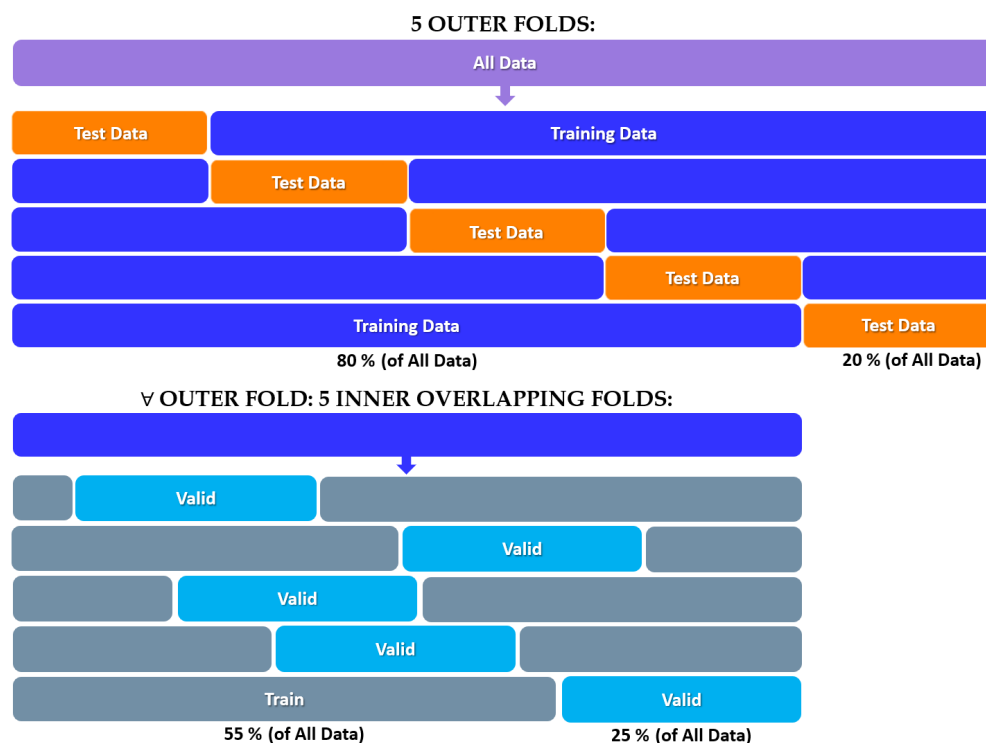 5 OUTER FOLDS:
All Data
Test Data Training Data
Test Data
Test Data
Test Data
Training Data Test Data
80 % (of All Data) 20 % (of All Data)
∀ OUTER FOLD: 5 INNER OVERLAPPING FOLDS:
Valid
Valid
Valid
Valid
Train Valid
55 % (of All Data) 25 % (of All Data)